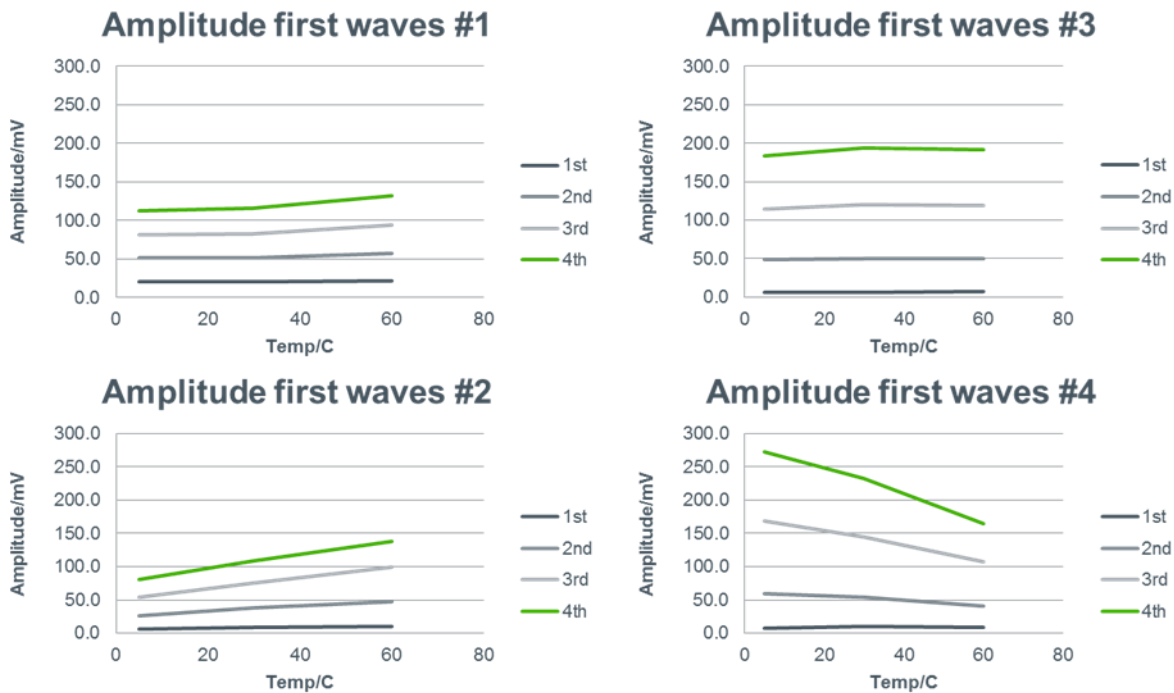 Amplitude first waves #1
300.0
250.0
200.0
150.0
100.0
50.0
0.0
0 20 40 60 80
Amplitude/mV
Temp/C
1st
2nd
3rd
4th
Amplitude first waves #3
300.0
250.0
200.0
150.0
100.0
50.0
0.0
0 20 40 60 80
Amplitude/mV
Temp/C
1st
2nd
3rd
4th
Amplitude first waves #2
300.0
250.0
200.0
150.0
100.0
50.0
0.0
0 20 40 60 80
Amplitude/mV
Temp/C
1st
2nd
3rd
4th
Amplitude first waves #4
300.0
250.0
200.0
150.0
100.0
50.0
0.0
0 20 40 60 80
Amplitude/mV
Temp/C
1st
2nd
3rd
4th